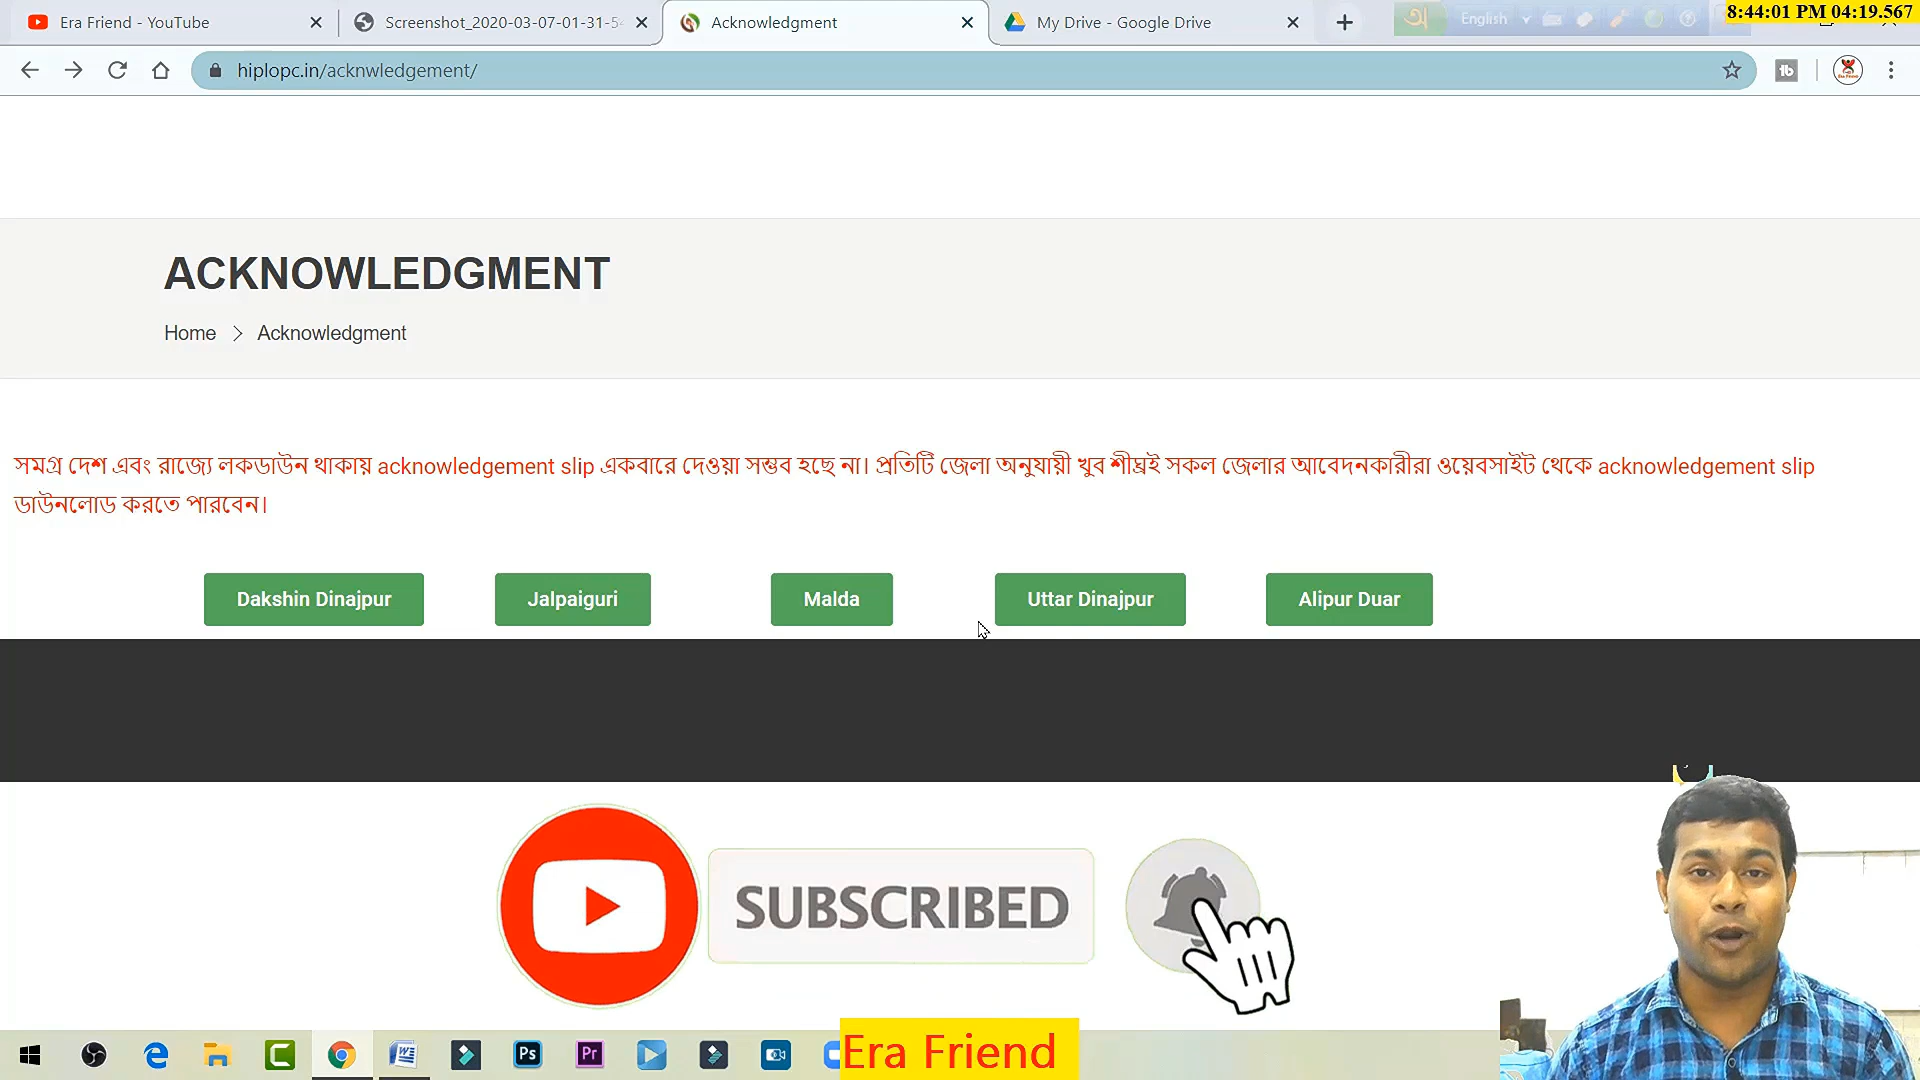 Era Friend - YouTube
Screenshot_2020-03-07-01-31-54
Acknowledgment
My Drive - Google Drive
English
8:44:01 PM 04:19.567
hiplopc.in/acknwledgement/
ACKNOWLEDGMENT
Home > Acknowledgment
সমগ্র দেশ এবং রাজ্যে লকডাউন থাকায় acknowledgement slip একবারে দেওয়া সম্ভব হছে না। প্রতিটি জেলা অনুযায়ী খুব শীঘ্রই সকল জেলার আবেদনকারীরা ওয়েবসাইট থেকে acknowledgement slip
ডাউনলোড করতে পারবেন।
Dakshin Dinajpur
Jalpaiguri
Malda
Uttar Dinajpur
Alipur Duar
SUBSCRIBED
Era Friend